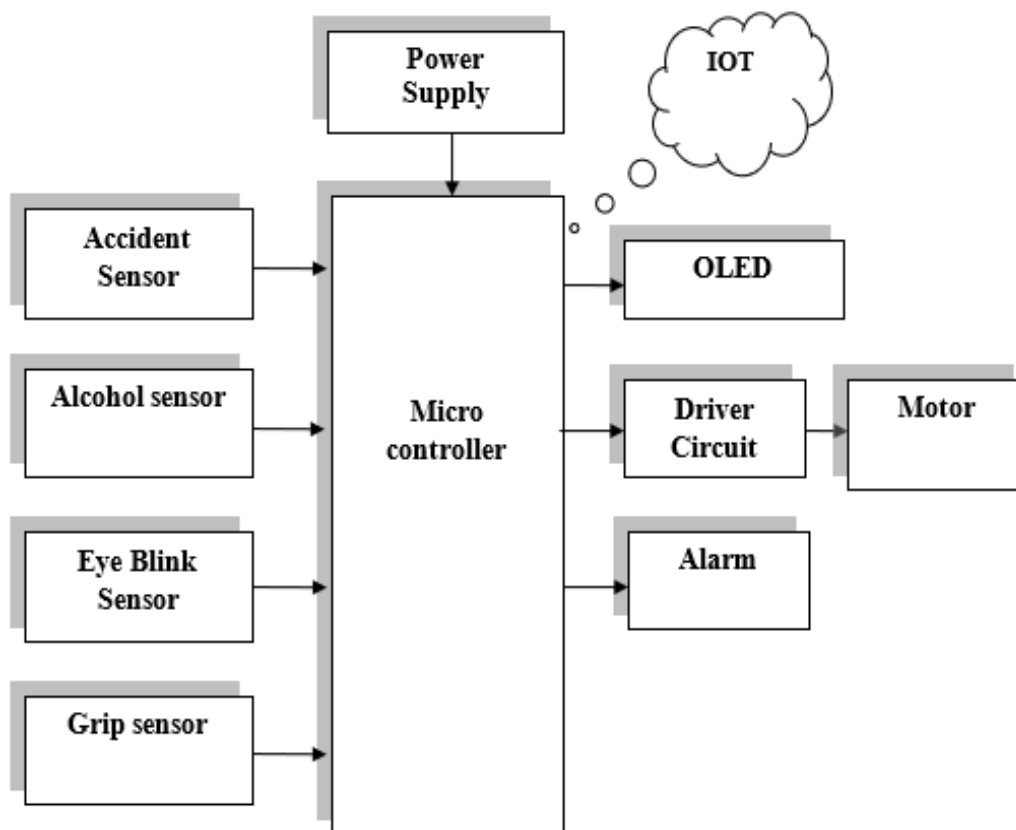 Power
Supply
IOT
Accident
Sensor
OLED
Alcohol sensor
Micro
controller
Driver
Circuit
Motor
Eye Blink
Sensor
Alarm
Grip sensor